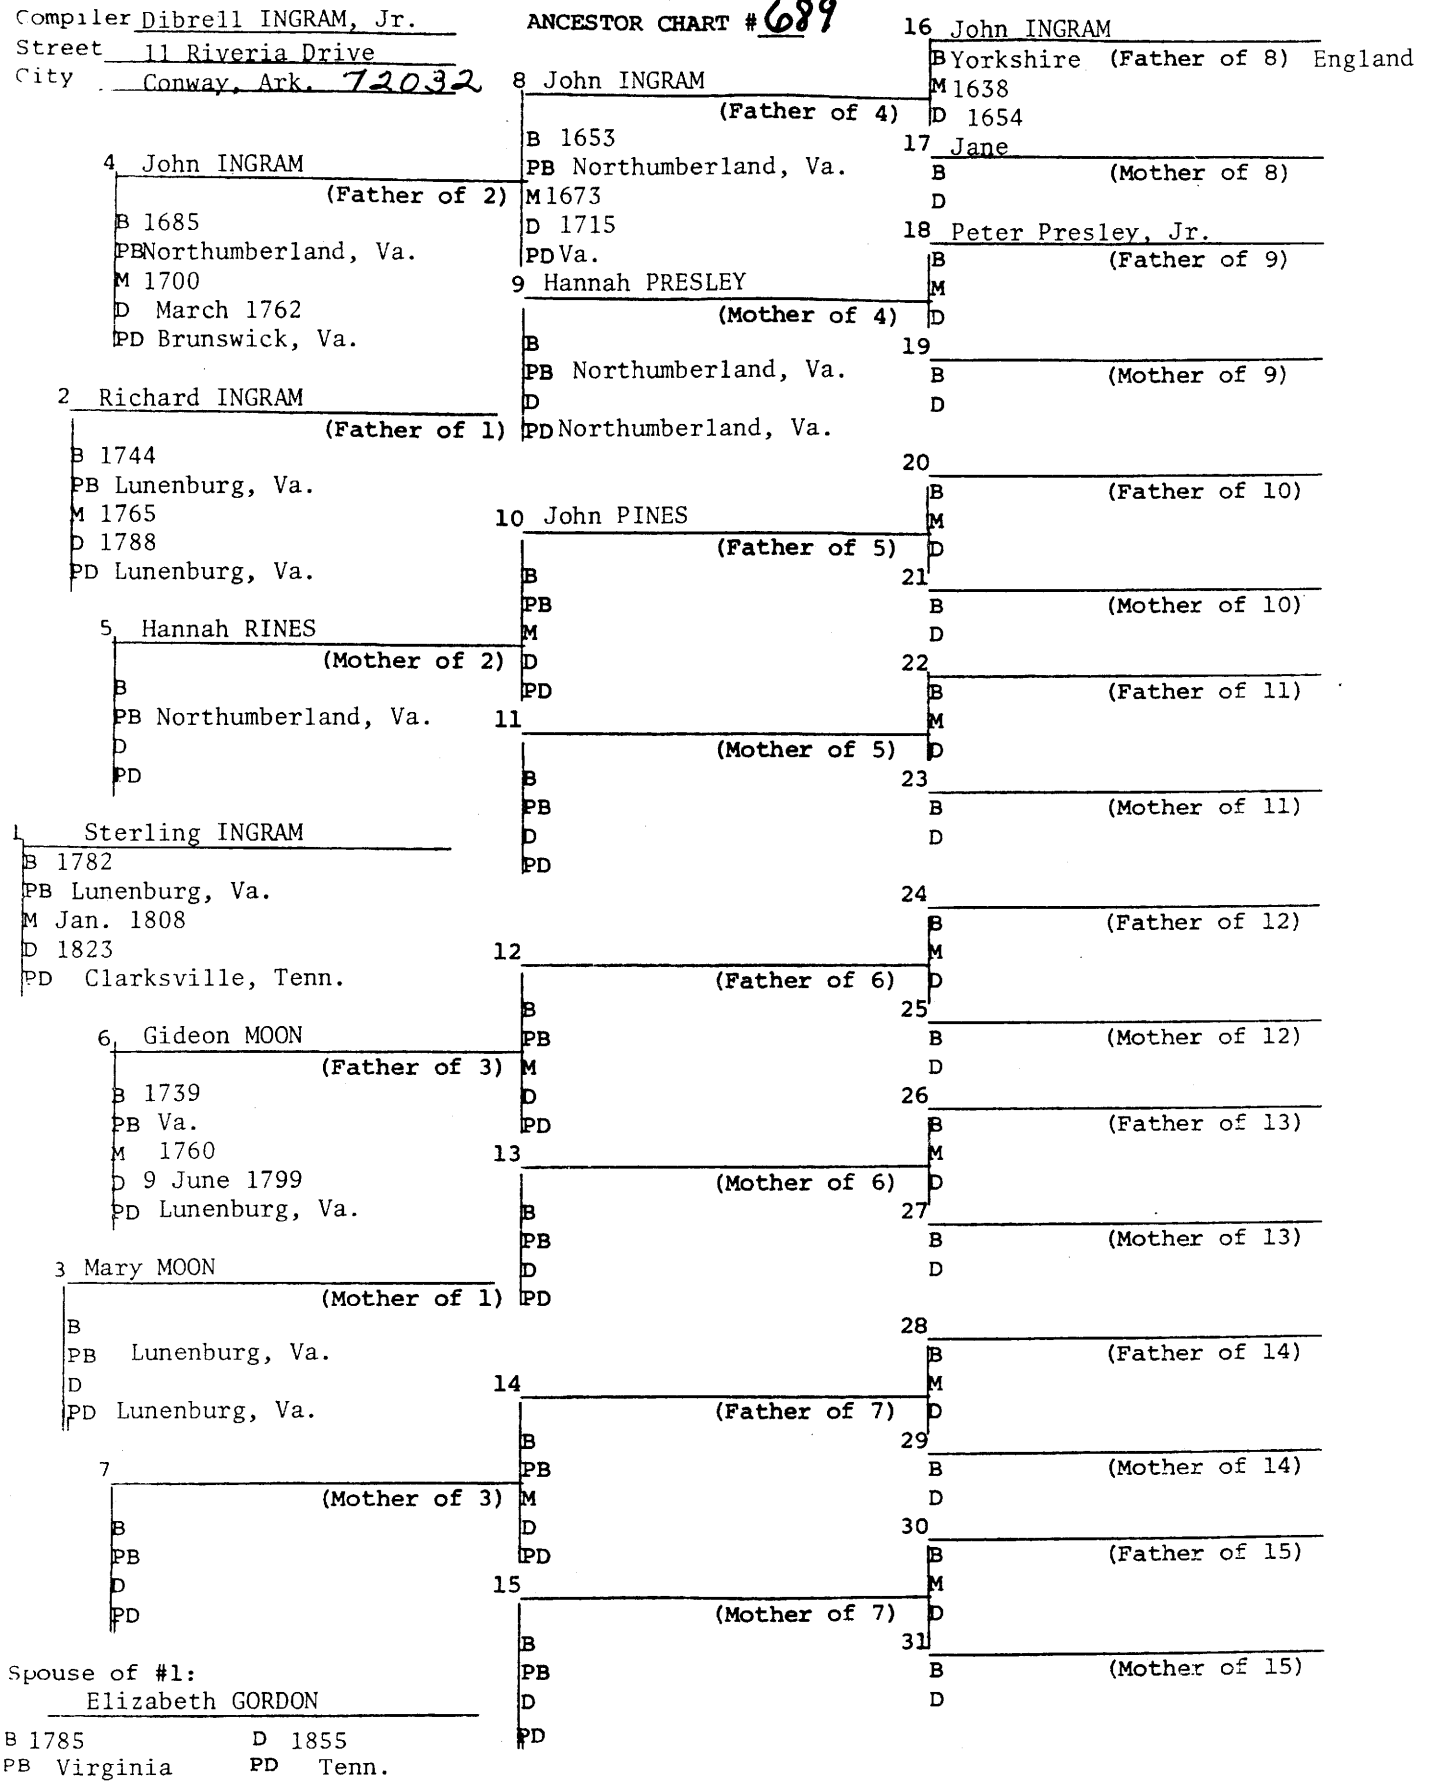 Compiler Dibrell INGRAM, Jr.
Street 11 Riveria Drive
City Conway, Ark. 72032
ANCESTOR CHART #689
16 John INGRAM
B Yorkshire (Father of 8) England
M 1638
D 1654
8 John INGRAM
(Father of 4)
B 1653
PB Northumberland, Va.
M 1673
D 1715
PD Va.
17 Jane
B (Mother of 8)
D
4 John INGRAM
(Father of 2)
B 1685
PB Northumberland, Va.
M 1700
D March 1762
PD Brunswick, Va.
18 Peter Presley, Jr.
B (Father of 9)
M
D
9 Hannah PRESLEY
(Mother of 4)
B
PB Northumberland, Va.
D
PD Northumberland, Va.
19
B (Mother of 9)
D
2 Richard INGRAM
(Father of 1)
B 1744
PB Lunenburg, Va.
M 1765
D 1788
PD Lunenburg, Va.
20
B (Father of 10)
M
D
10 John PINES
(Father of 5)
B
PB
M
D
PD
21
B (Mother of 10)
D
5 Hannah RINES
(Mother of 2)
B
PB Northumberland, Va.
D
PD
22
B (Father of 11)
M
D
11
(Mother of 5)
B
PB
D
PD
23
B (Mother of 11)
D
1 Sterling INGRAM
B 1782
PB Lunenburg, Va.
M Jan. 1808
D 1823
PD Clarksville, Tenn.
24
B (Father of 12)
M
D
12
(Father of 6)
B
PB
M
D
PD
25
B (Mother of 12)
D
6 Gideon MOON
(Father of 3)
B 1739
PB Va.
M 1760
D 9 June 1799
PD Lunenburg, Va.
26
B (Father of 13)
M
D
13
(Mother of 6)
B
PB
D
PD
27
B (Mother of 13)
D
3 Mary MOON
(Mother of 1)
B
PB Lunenburg, Va.
D
PD Lunenburg, Va.
28
B (Father of 14)
M
D
14
(Father of 7)
B
PB
M
D
PD
29
B (Mother of 14)
D
7
(Mother of 3)
B
PB
D
PD
30
B (Father of 15)
M
D
15
(Mother of 7)
B
PB
D
PD
31
B (Mother of 15)
D
Spouse of #1:
Elizabeth GORDON
B 1785 D 1855
PB Virginia PD Tenn.